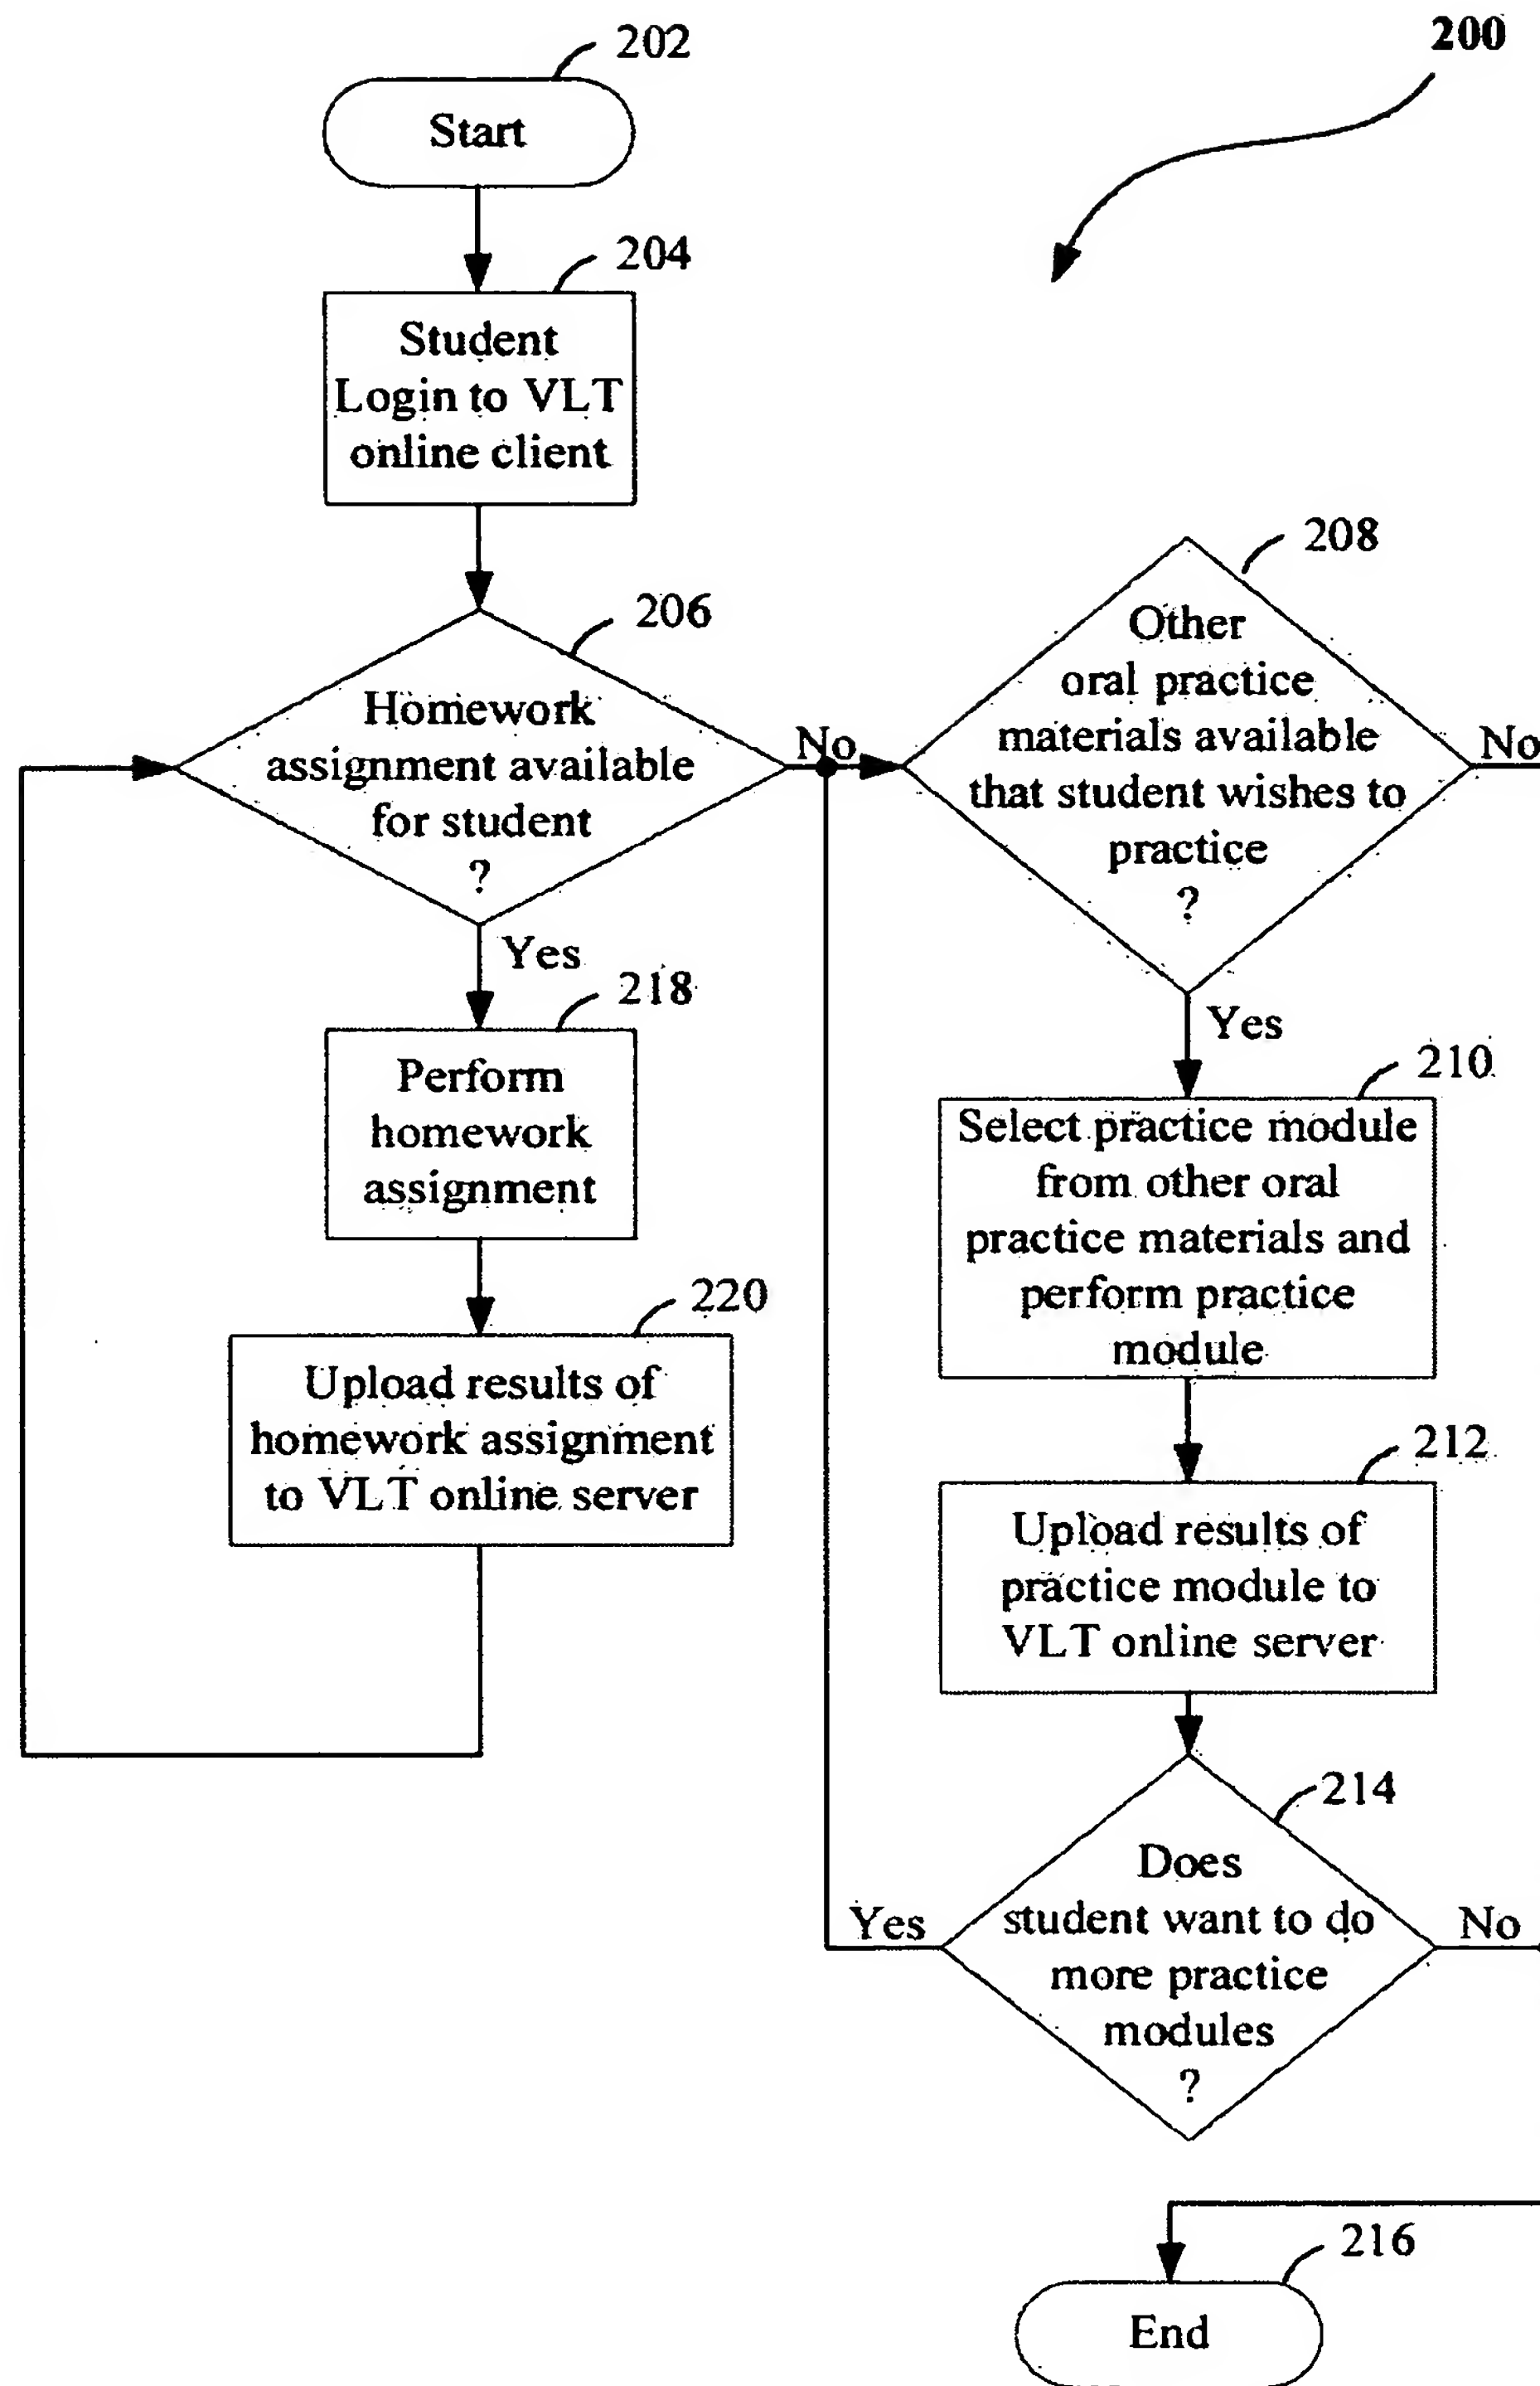 200
202
Start
204
Student
Login to VLT
online client
206
Homework
assignment available
for student
?
No
Yes
218
Perform
homework
assignment
220
Upload results of
homework assignment
to VLT online server
208
Other
oral practice
materials available
that student wishes to
practice
?
No
Yes
210
Select practice module
from other oral
practice materials and
perform practice
module
212
Upload results of
practice module to
VLT online server
214
Does
student want to do
more practice
modules
?
Yes
No
216
End